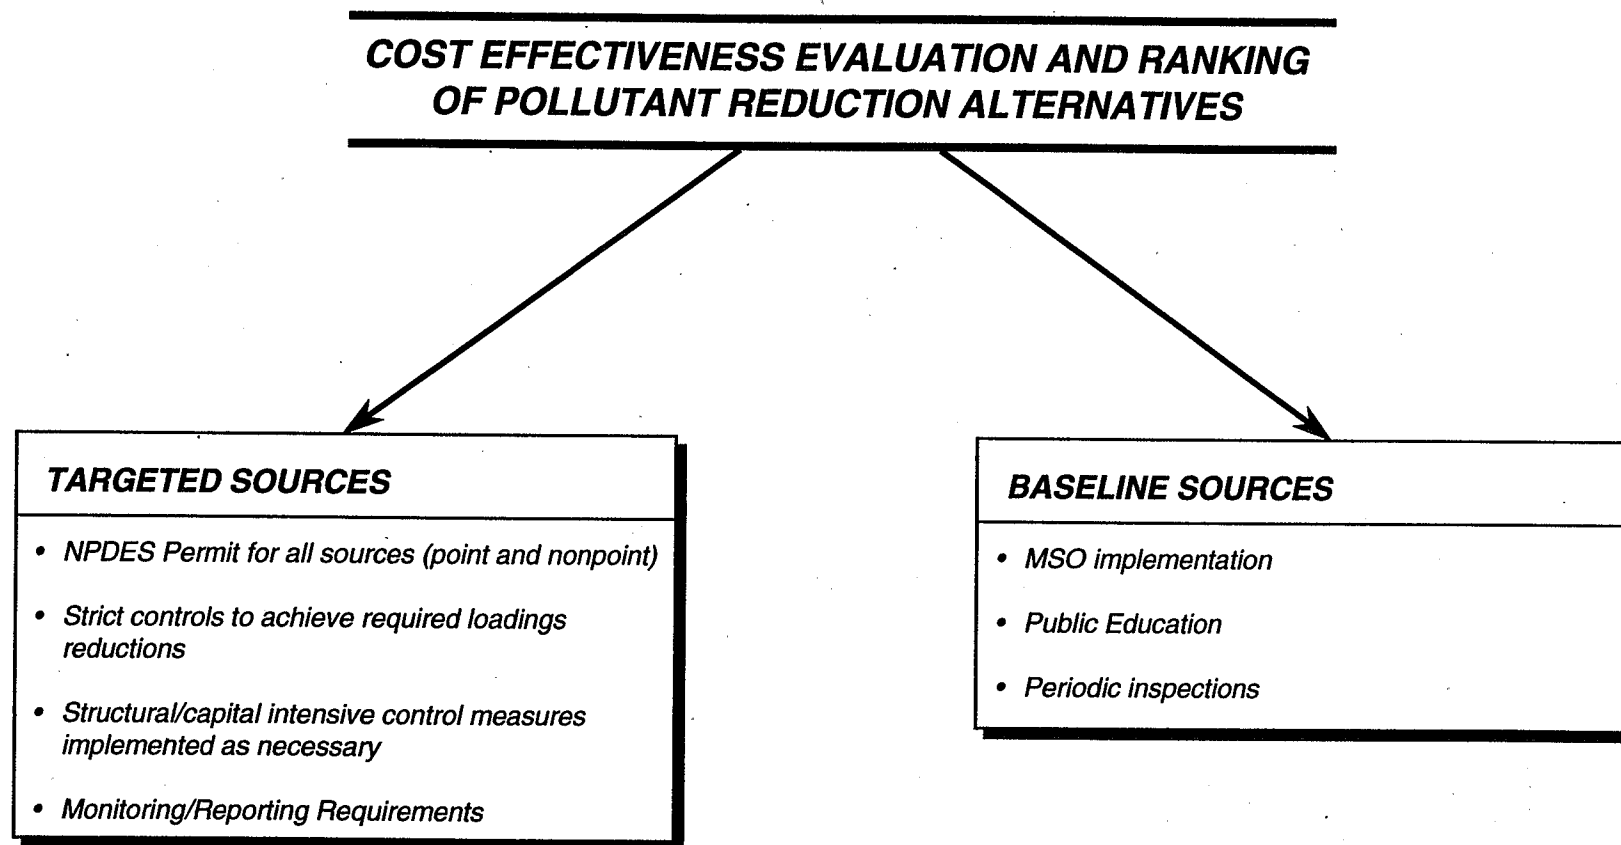 COST EFFECTIVENESS EVALUATION AND RANKING
OF POLLUTANT REDUCTION ALTERNATIVES
TARGETED SOURCES
• NPDES Permit for all sources (point and nonpoint)
• Strict controls to achieve required loadings
reductions
• Structural/capital intensive control measures
implemented as necessary
• Monitoring/Reporting Requirements
BASELINE SOURCES
• MSO implementation
• Public Education
• Periodic inspections